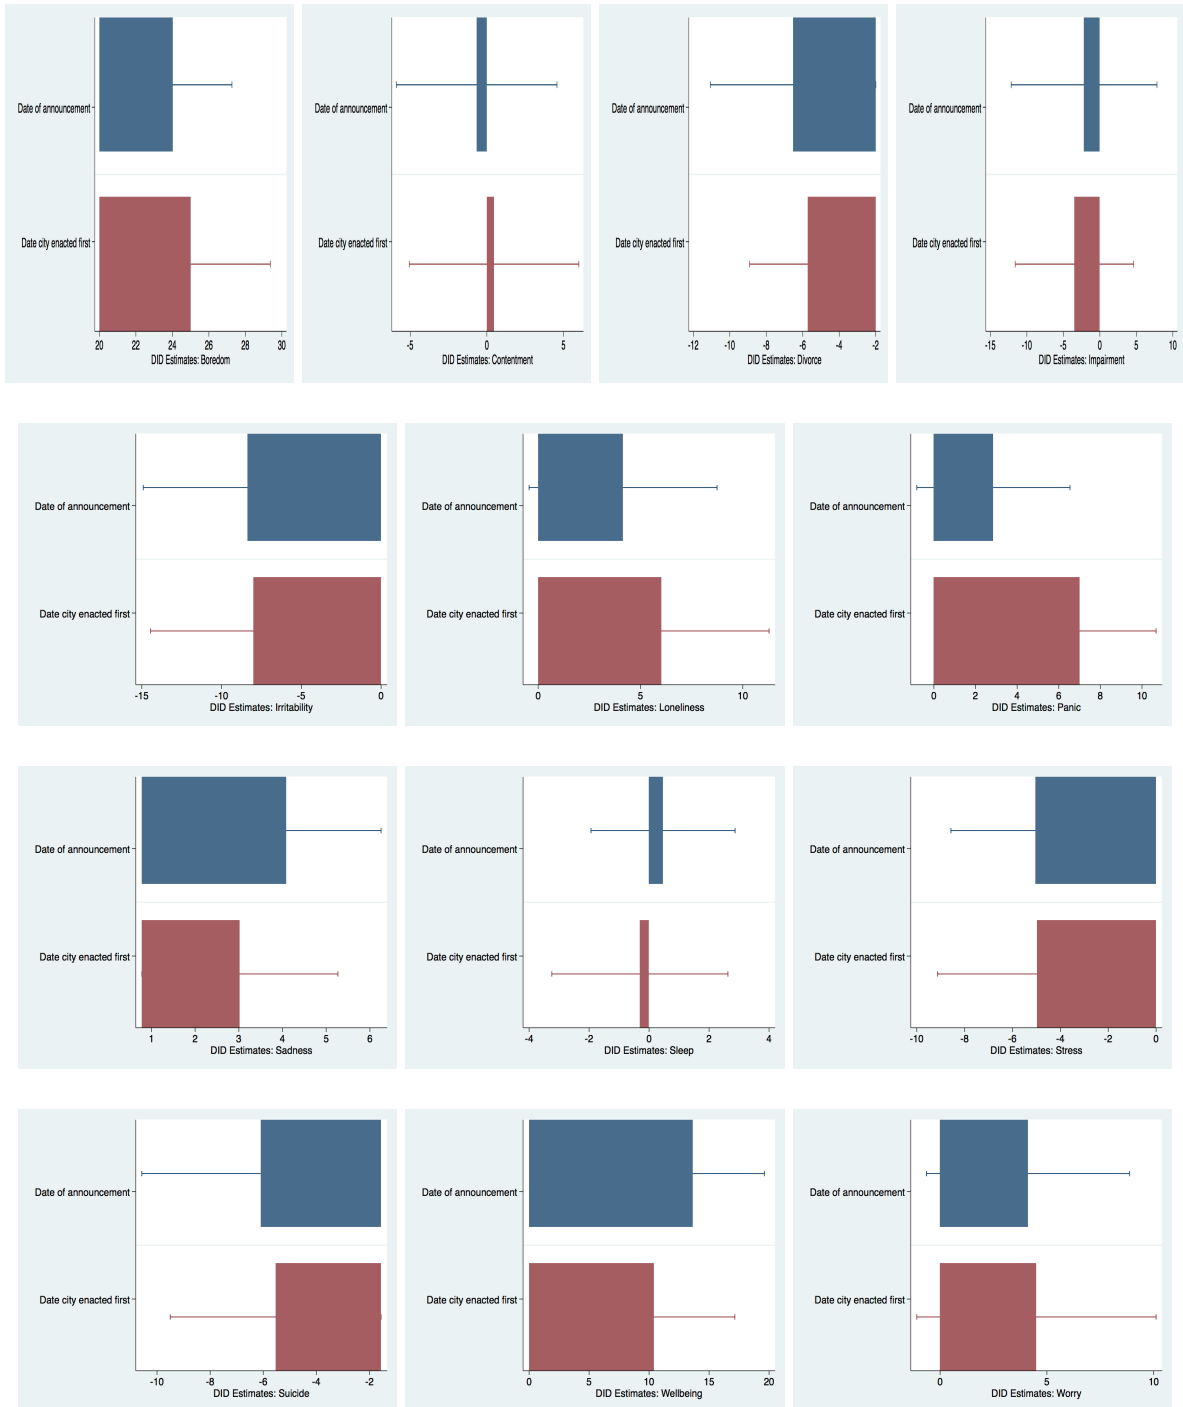 Date of announcement
Date city enacted first
20 22 24 26 28 30
DID Estimates: Boredom
Date of announcement
Date city enacted first
-5 0 5
DID Estimates: Contentment
Date of announcement
Date city enacted first
-12 -10 -8 -6 -4 -2
DID Estimates: Divorce
Date of announcement
Date city enacted first
-15 -10 -5 0 5 10
DID Estimates: Impairment
Date of announcement
Date city enacted first
-15 -10 -5 0
DID Estimates: Irritability
Date of announcement
Date city enacted first
0 5 10
DID Estimates: Loneliness
Date of announcement
Date city enacted first
0 2 4 6 8 10
DID Estimates: Panic
Date of announcement
Date city enacted first
1 2 3 4 5 6
DID Estimates: Sadness
Date of announcement
Date city enacted first
-4 -2 0 2 4
DID Estimates: Sleep
Date of announcement
Date city enacted first
-10 -8 -6 -4 -2 0
DID Estimates: Stress
Date of announcement
Date city enacted first
-10 -8 -6 -4 -2
DID Estimates: Suicide
Date of announcement
Date city enacted first
0 5 10 15 20
DID Estimates: Wellbeing
Date of announcement
Date city enacted first
0 5 10
DID Estimates: Worry